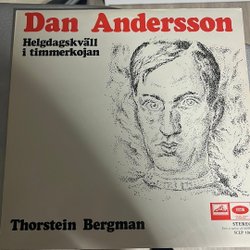 Dan Andersson
Helgdagskväll
i timmerkojan
Thorstein Bergman
STEREO